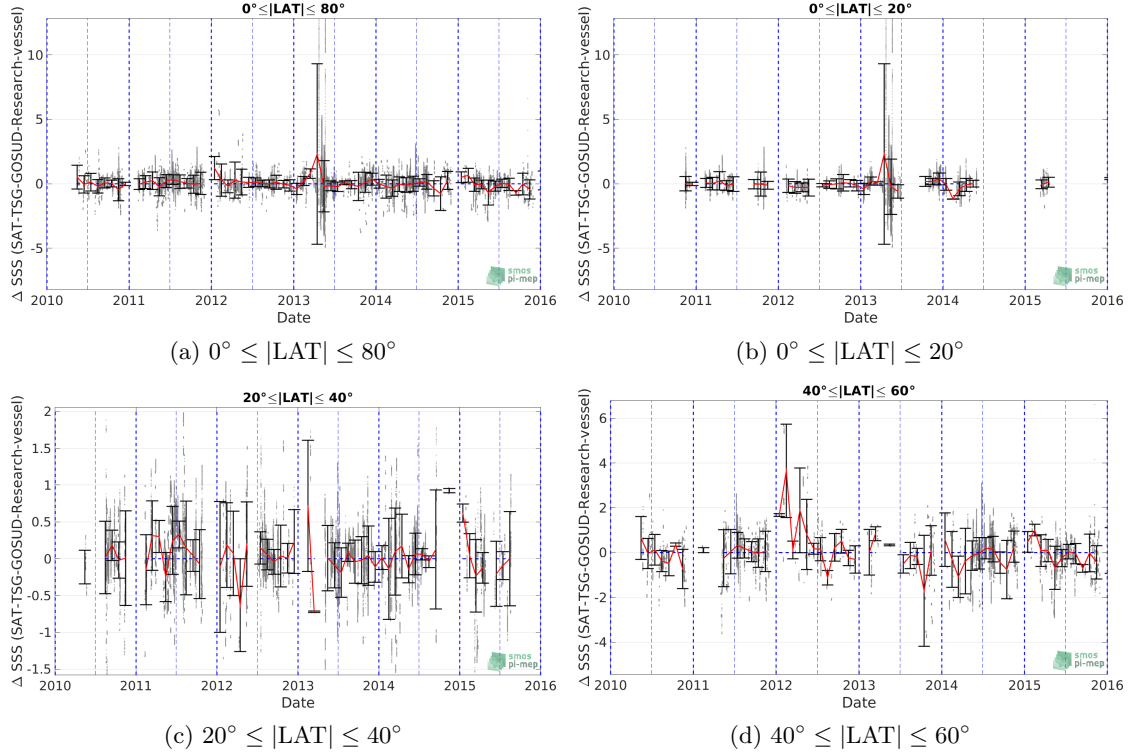 0°≤|LAT|≤ 80°
Δ SSS (SAT-TSG-GOSUD-Research-vessel)
10
5
0
-5
smos
pi-mep
2010 2011 2012 2013 2014 2015 2016
Date
(a) 0° ≤ |LAT| ≤ 80°
0°≤|LAT|≤ 20°
Δ SSS (SAT-TSG-GOSUD-Research-vessel)
10
5
0
-5
smos
pi-mep
2010 2011 2012 2013 2014 2015 2016
Date
(b) 0° ≤ |LAT| ≤ 20°
20°≤|LAT|≤ 40°
Δ SSS (SAT-TSG-GOSUD-Research-vessel)
2
1.5
1
0.5
0
-0.5
-1
-1.5
smos
pi-mep
2010 2011 2012 2013 2014 2015 2016
Date
(c) 20° ≤ |LAT| ≤ 40°
40°≤|LAT|≤ 60°
Δ SSS (SAT-TSG-GOSUD-Research-vessel)
6
4
2
0
-2
-4
smos
pi-mep
2010 2011 2012 2013 2014 2015 2016
Date
(d) 40° ≤ |LAT| ≤ 60°